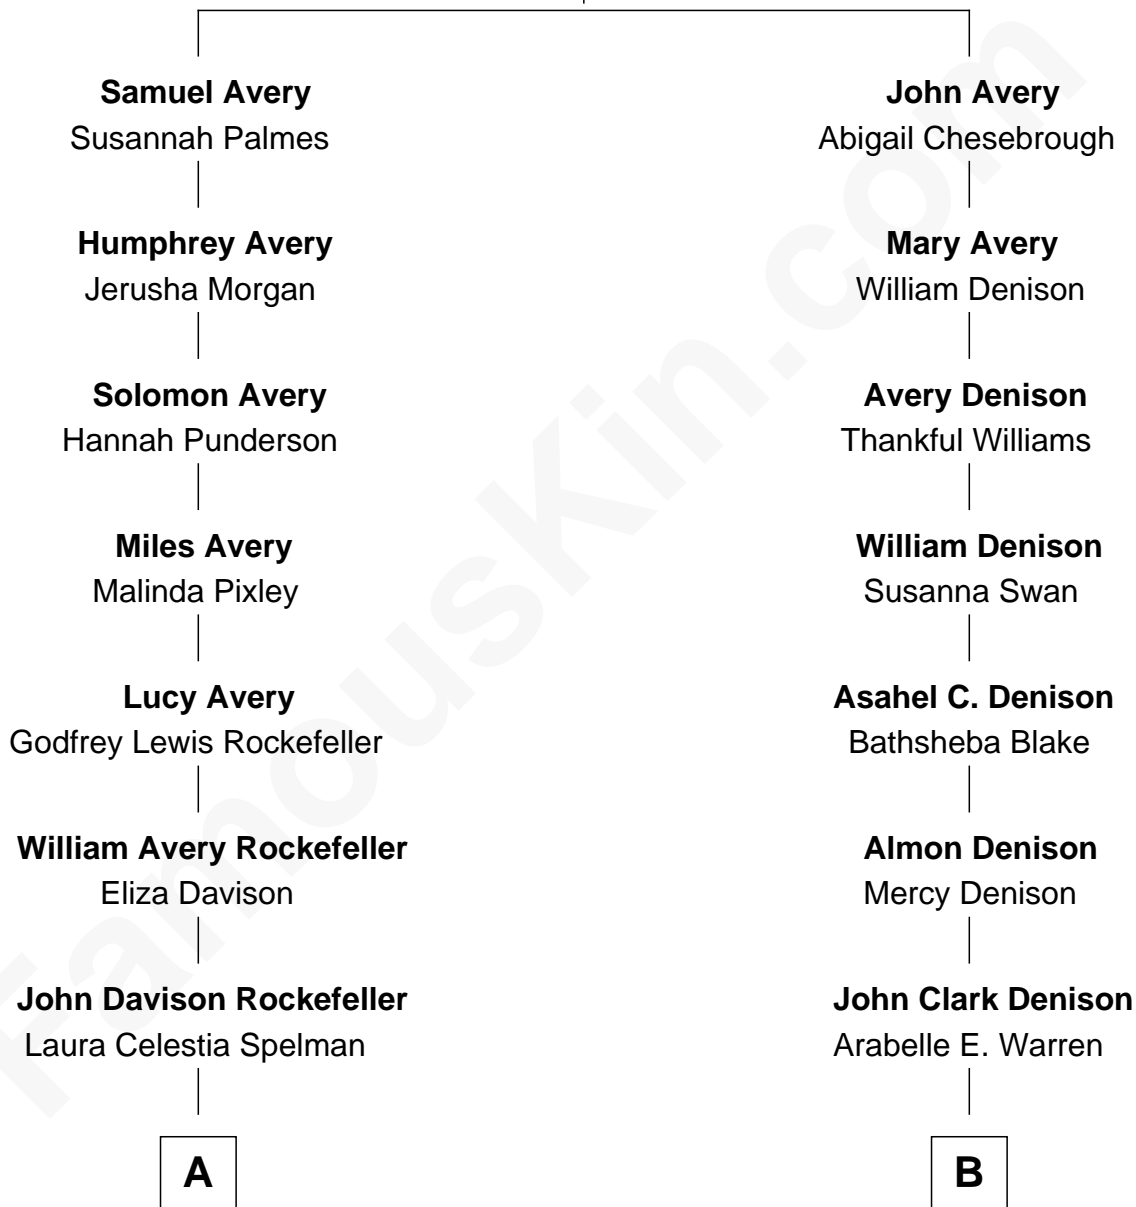 Samuel Avery
Susannah Palmes
John Avery
Abigail Chesebrough
Humphrey Avery
Jerusha Morgan
Mary Avery
William Denison
Solomon Avery
Hannah Punderson
Avery Denison
Thankful Williams
Miles Avery
Malinda Pixley
William Denison
Susanna Swan
Lucy Avery
Godfrey Lewis Rockefeller
Asahel C. Denison
Bathsheba Blake
William Avery Rockefeller
Eliza Davison
Almon Denison
Mercy Denison
John Davison Rockefeller
Laura Celestia Spelman
John Clark Denison
Arabelle E. Warren
A
B
FamousKin.com